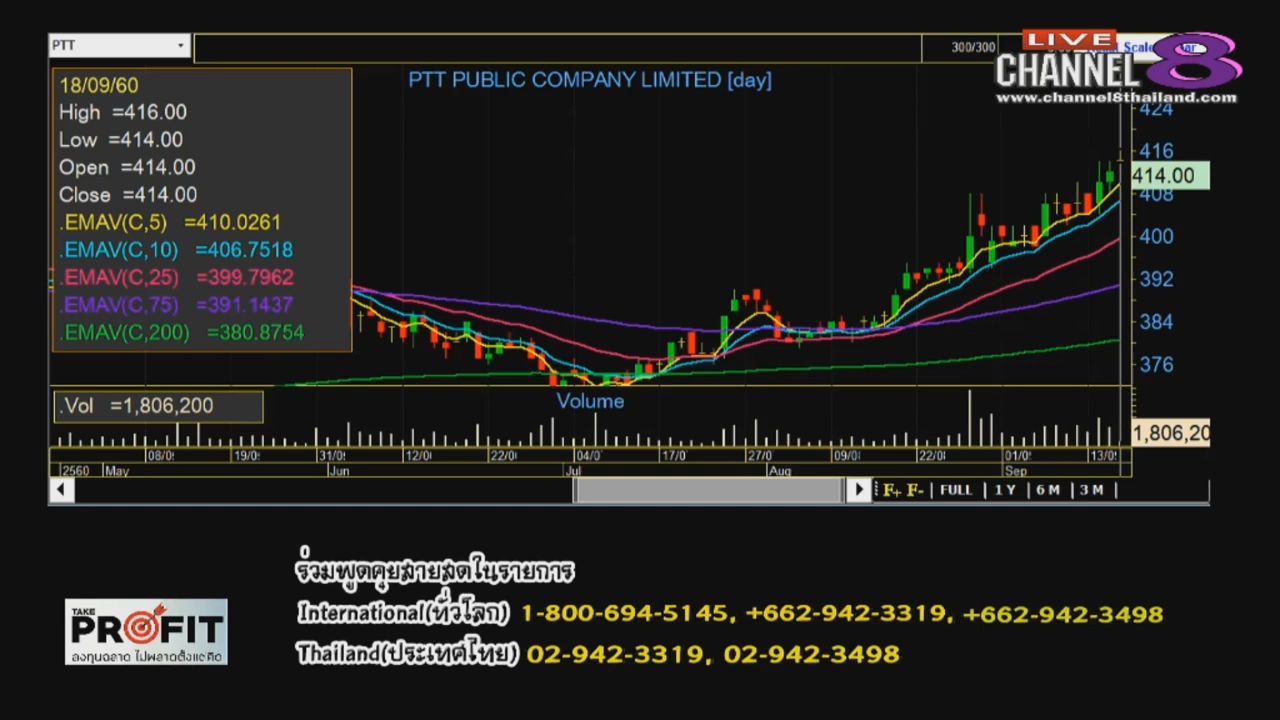 PTT
300/300
LIVE
CHANNEL 8
www.channel8thailand.com
PTT PUBLIC COMPANY LIMITED [day]
18/09/60
High =416.00
Low =414.00
Open =414.00
Close =414.00
.EMAV(C,5) =410.0261
.EMAV(C,10) =406.7518
.EMAV(C,25) =399.7962
.EMAV(C,75) =391.1437
.EMAV(C,200) =380.8754
424
416
414.00
408
400
392
384
376
.Vol =1,806,200
Volume
1,806,20
08/0 19/0 31/0 12/0 22/0 04/0 17/0 27/0 09/0 22/0 01/0 13/0
2560 May Jun Jul Aug Sep
F+ F- FULL 1 Y 6 M 3 M
ร่วมพูดคุยสายสดในรายการ
International(ทั่วโลก) 1-800-694-5145, +662-942-3319, +662-942-3498
Thailand(ประเทศไทย) 02-942-3319, 02-942-3498
TAKE
PROFIT
ลงทุนฉลาด ไม่พลาดตั้งแต่คิด